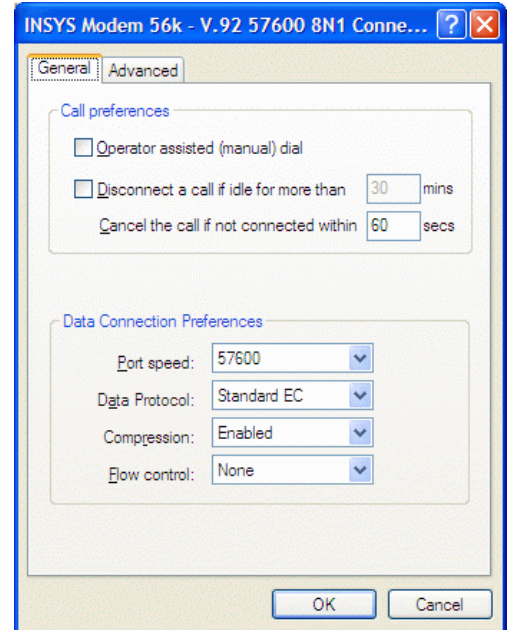 INSYS Modem 56k - V.92 57600 8N1 Conne... ?
General Advanced
Call preferences
Operator assisted (manual) dial
Disconnect a call if idle for more than 30 mins
Cancel the call if not connected within 60 secs
Data Connection Preferences
Port speed: 57600
Data Protocol: Standard EC
Compression: Enabled
Flow control: None
OK Cancel